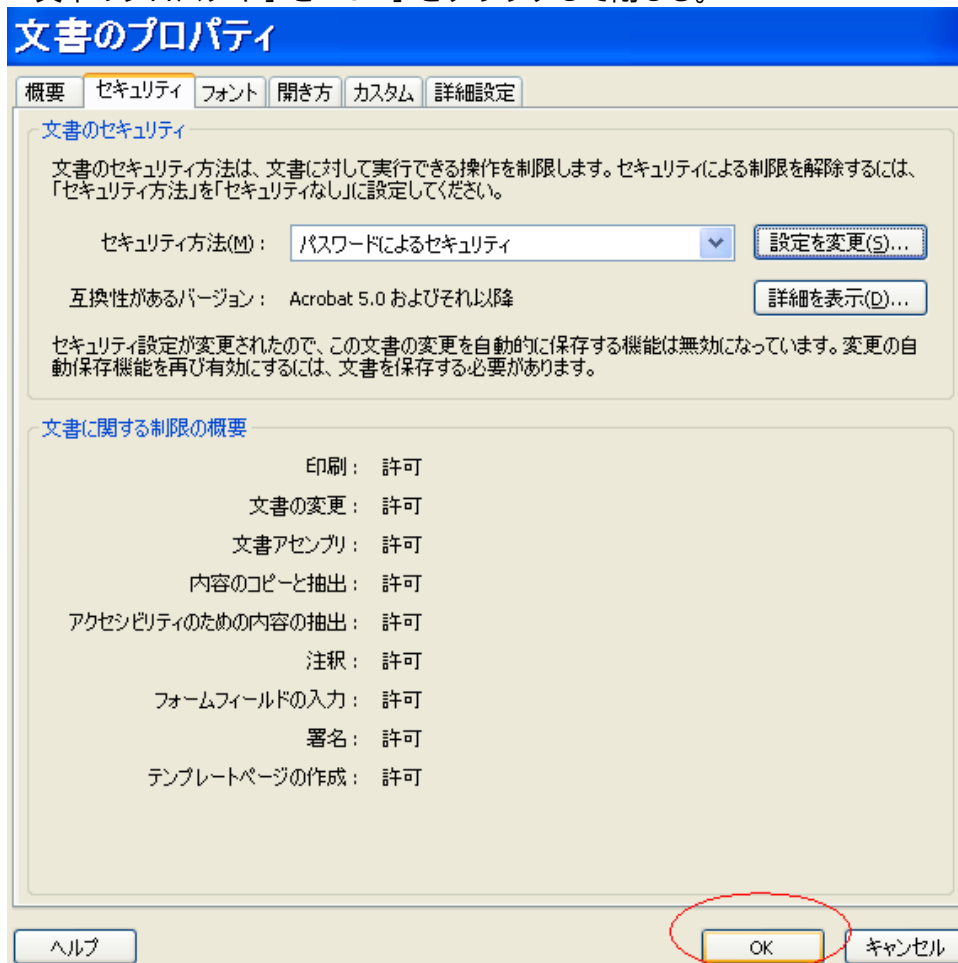 文書のプロパティ
概要 セキュリティ フォント 開き方 カスタム 詳細設定
文書のセキュリティ
文書のセキュリティ方法は、文書に対して実行できる操作を制限します。セキュリティによる制限を解除するには、
「セキュリティ方法」を「セキュリティなし」に設定してください。
セキュリティ方法(M)： パスワードによるセキュリティ 設定を変更(S)...
互換性があるバージョン： Acrobat 5.0 およびそれ以降 詳細を表示(D)...
セキュリティ設定が変更されたので、この文書の変更を自動的に保存する機能は無効になっています。変更の自
動保存機能を再び有効にするには、文書を保存する必要があります。
文書に関する制限の概要
印刷： 許可
文書の変更： 許可
文書アセンブリ： 許可
内容のコピーと抽出： 許可
アクセシビリティのための内容の抽出： 許可
注釈： 許可
フォームフィールドの入力： 許可
署名： 許可
テンプレートページの作成： 許可
ヘルプ OK キャンセル